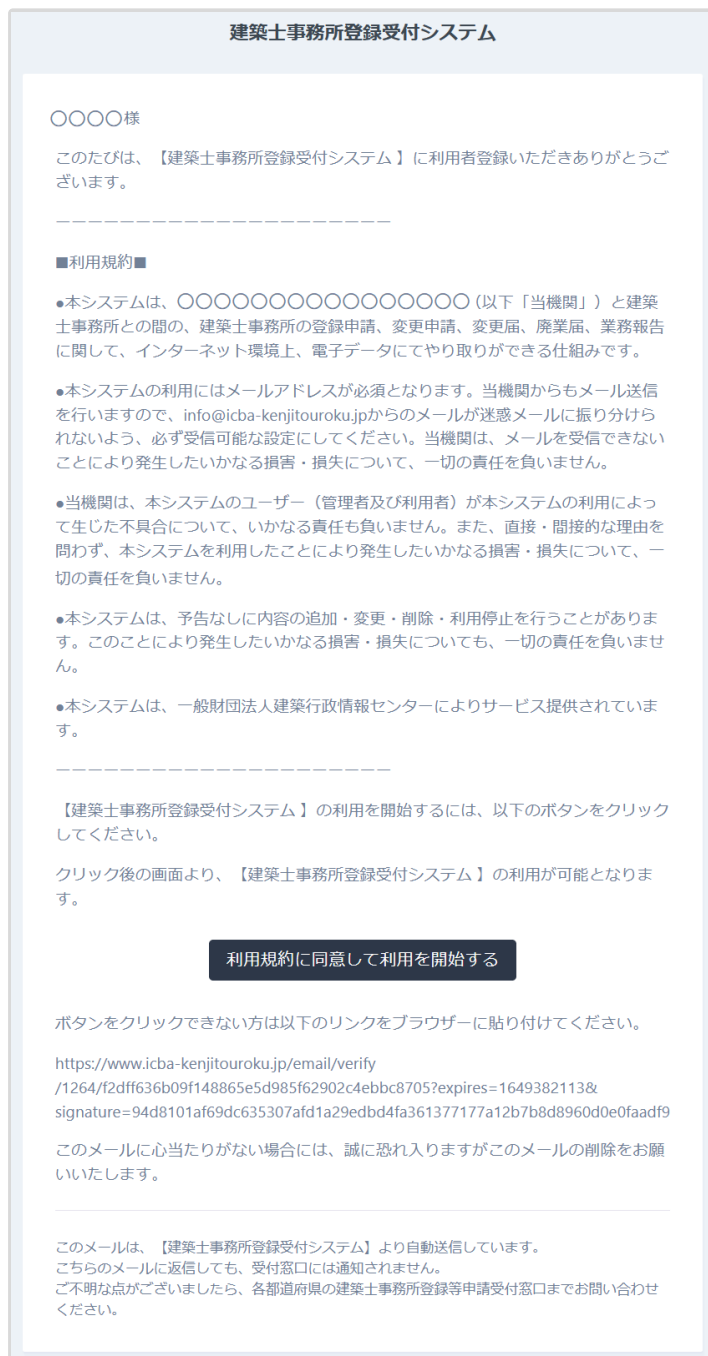 建築士事務所登録受付システム
〇〇〇〇様
このたびは、【建築士事務所登録受付システム 】に利用者登録いただきありがとうご
ざいます。
ーーーーーーーーーーーーーーーーーーーーー
■利用規約■
●本システムは、〇〇〇〇〇〇〇〇〇〇〇〇〇〇〇〇（以下「当機関」）と建築
士事務所との間の、建築士事務所の登録申請、変更申請、変更届、廃業届、業務報告
に関して、インターネット環境上、電子データにてやり取りができる仕組みです。
●本システムの利用にはメールアドレスが必須となります。当機関からもメール送信
を行いますので、info@icba-kenjitouroku.jpからのメールが迷惑メールに振り分けら
れないよう、必ず受信可能な設定にしてください。当機関は、メールを受信できない
ことにより発生したいかなる損害・損失について、一切の責任を負いません。
●当機関は、本システムのユーザー（管理者及び利用者）が本システムの利用によっ
て生じた不具合について、いかなる責任も負いません。また、直接・間接的な理由を
問わず、本システムを利用したことにより発生したいかなる損害・損失について、一
切の責任を負いません。
●本システムは、予告なしに内容の追加・変更・削除・利用停止を行うことがありま
す。このことにより発生したいかなる損害・損失についても、一切の責任を負いませ
ん。
●本システムは、一般財団法人建築行政情報センターによりサービス提供されていま
す。
ーーーーーーーーーーーーーーーーーーーーー
【建築士事務所登録受付システム 】の利用を開始するには、以下のボタンをクリック
してください。
クリック後の画面より、【建築士事務所登録受付システム 】の利用が可能となりま
す。
利用規約に同意して利用を開始する
ボタンをクリックできない方は以下のリンクをブラウザーに貼り付けてください。
https://www.icba-kenjitouroku.jp/email/verify
/1264/f2dff636b09f148865e5d985f62902c4ebbc8705?expires=1649382113&
signature=94d8101af69dc635307afd1a29edbd4fa361377177a12b7b8d8960d0e0faadf9
このメールに心当たりがない場合には、誠に恐れ入りますがこのメールの削除をお願
いいたします。
このメールは、【建築士事務所登録受付システム】より自動送信しています。
こちらのメールに返信しても、受付窓口には通知されません。
ご不明な点がございましたら、各都道府県の建築士事務所登録等申請受付窓口までお問い合わせ
ください。